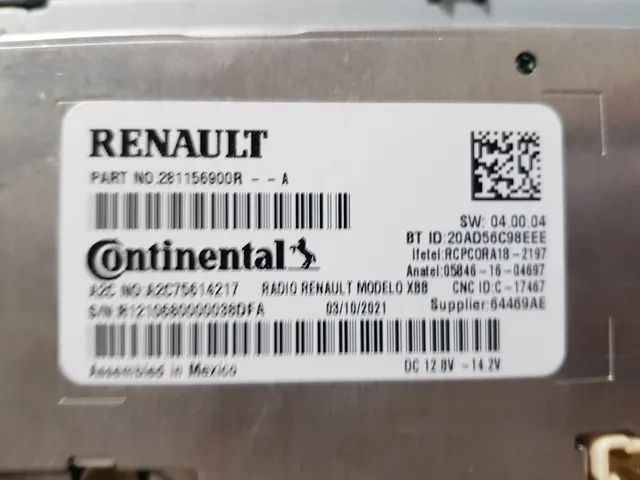 RENAULT
PART NO.281156900R - - A
SW: 04.00.04
BT ID:20AD56C98EEE
Continental
Ifetel:RCPCORA18-2197
Anatel:05846-16-04697
A2C NO:A2C75614217 RADIO RENAULT MODELO XBB CNC ID:C-17467
S/N:R1210680000038DFA 03/10/2021 Supplier:64469AE
Assembled in Mexico DC 12.8V -14.2V